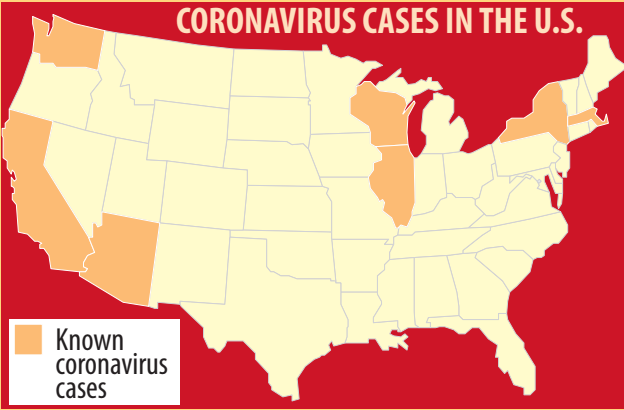 CORONAVIRUS CASES IN THE U.S.
Known
coronavirus
cases